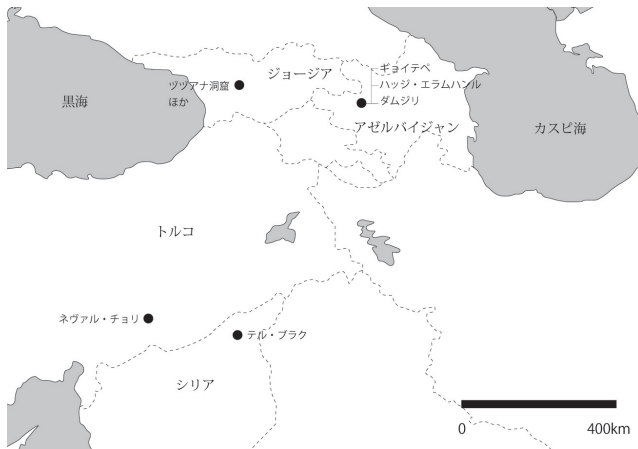 ギョイテペ
ジョージア
ハッジ・エラムハンル
ヅヅアナ洞窟
ほか
ダムジリ
黒海
アゼルバイジャン
カスピ海
トルコ
ネヴァル・チョリ
テル・ブラク
シリア
0
400km